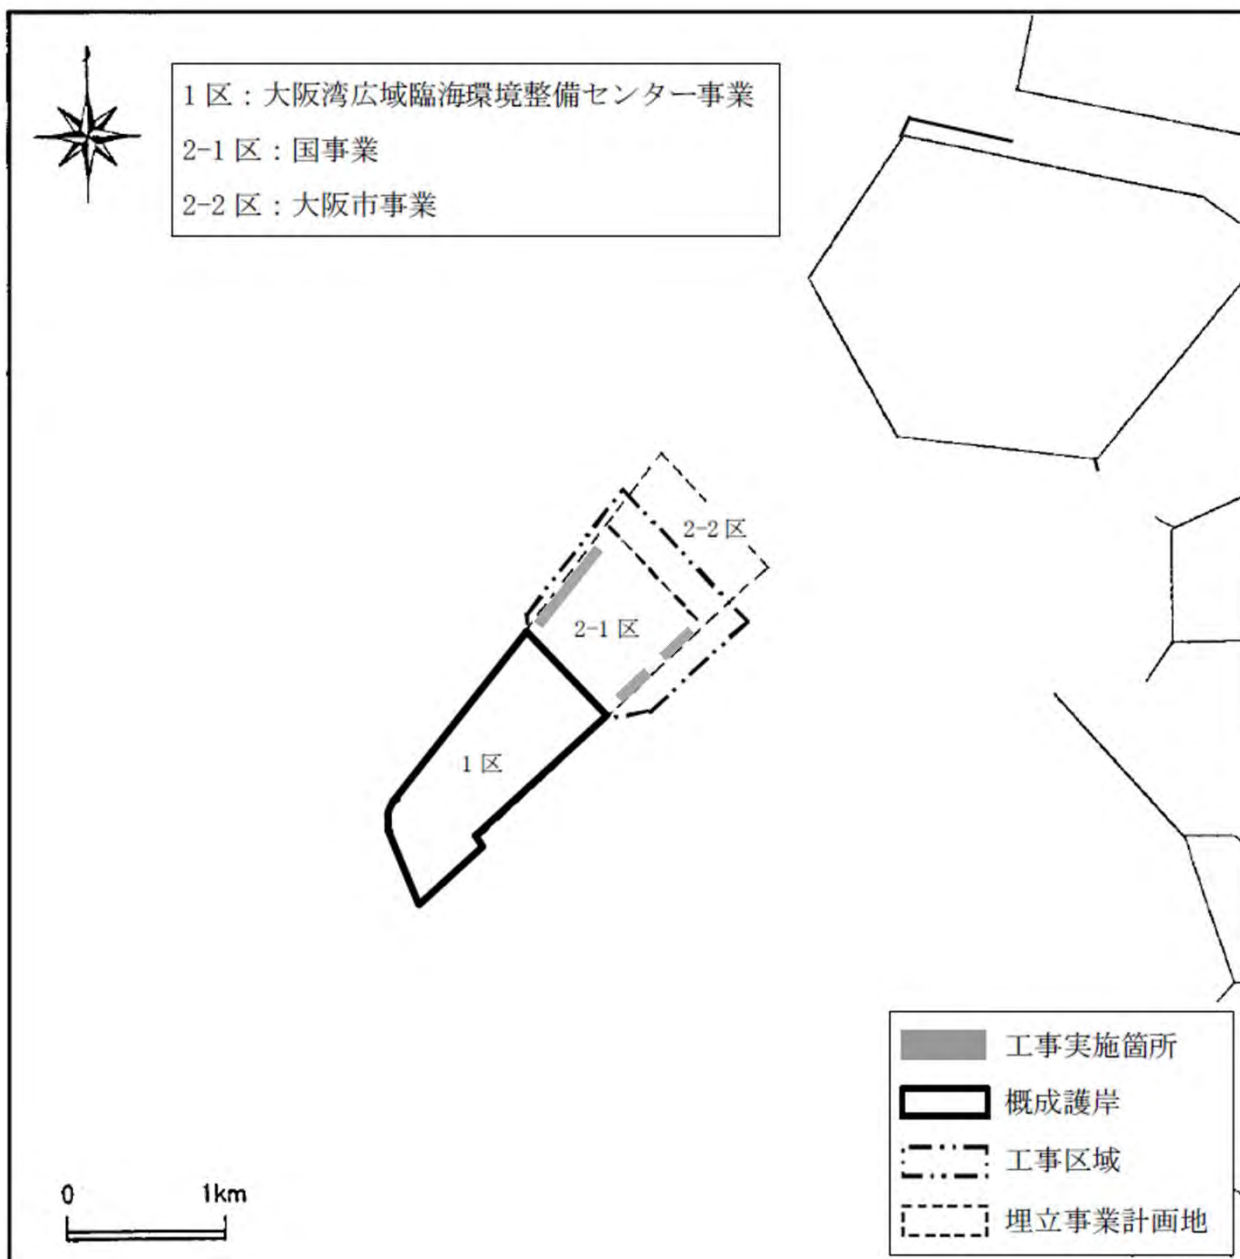 1 区：大阪湾広域臨海環境整備センター事業
2-1 区：国事業
2-2 区：大阪市事業
2-2 区
2-1 区
1 区
工事実施箇所
概成護岸
工事区域
埋立事業計画地
0 1km